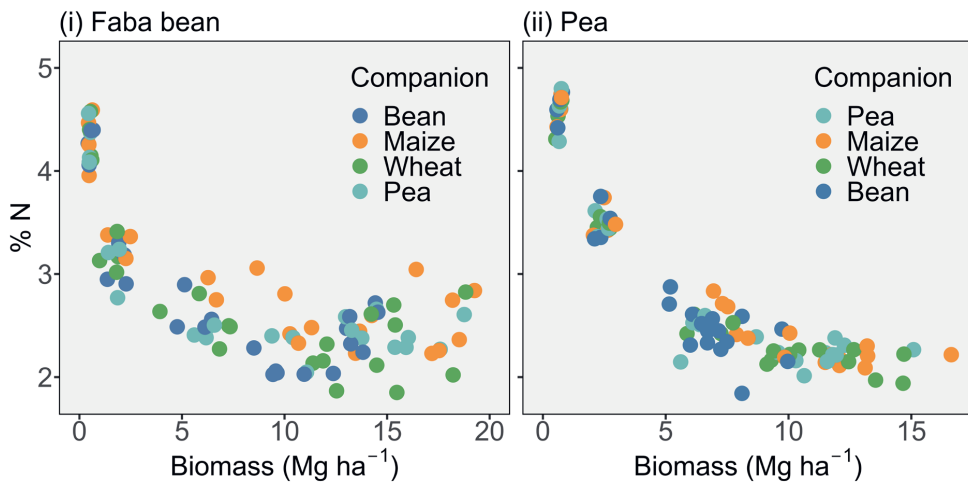 (i) Faba bean
(ii) Pea
% N
5
4
3
2
Companion
Bean
Maize
Wheat
Pea
0
5
10
15
20
Biomass (Mg ha⁻¹)
Companion
Pea
Maize
Wheat
Bean
0
5
10
15
Biomass (Mg ha⁻¹)